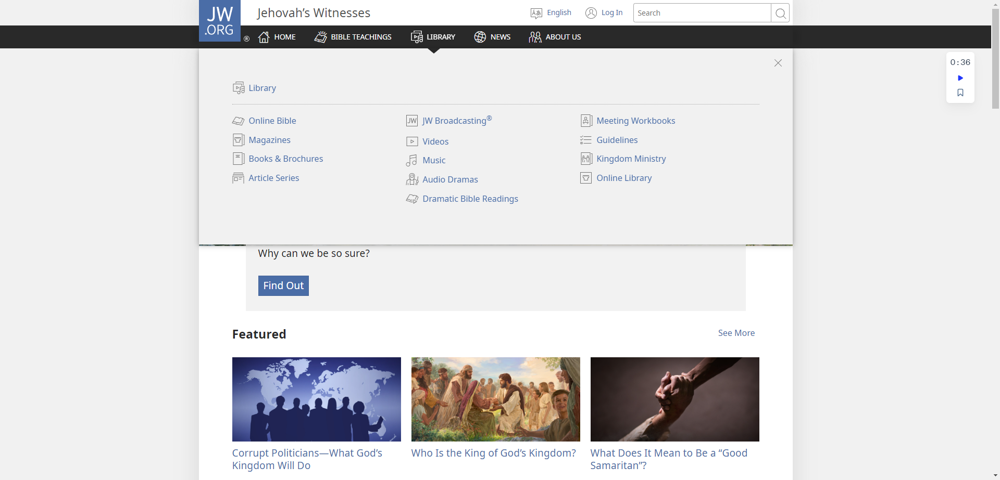 JW
.ORG
®
Jehovah’s Witnesses
English
Log In
Search
HOME
BIBLE TEACHINGS
LIBRARY
NEWS
ABOUT US
0:36
Library
Online Bible
Magazines
Books & Brochures
Article Series
JW
JW Broadcasting®
Videos
Music
Audio Dramas
Dramatic Bible Readings
Meeting Workbooks
Guidelines
Kingdom Ministry
Online Library
Why can we be so sure?
Find Out
Featured
See More
Corrupt Politicians—What God’s
Kingdom Will Do
Who Is the King of God’s Kingdom?
What Does It Mean to Be a “Good
Samaritan”?